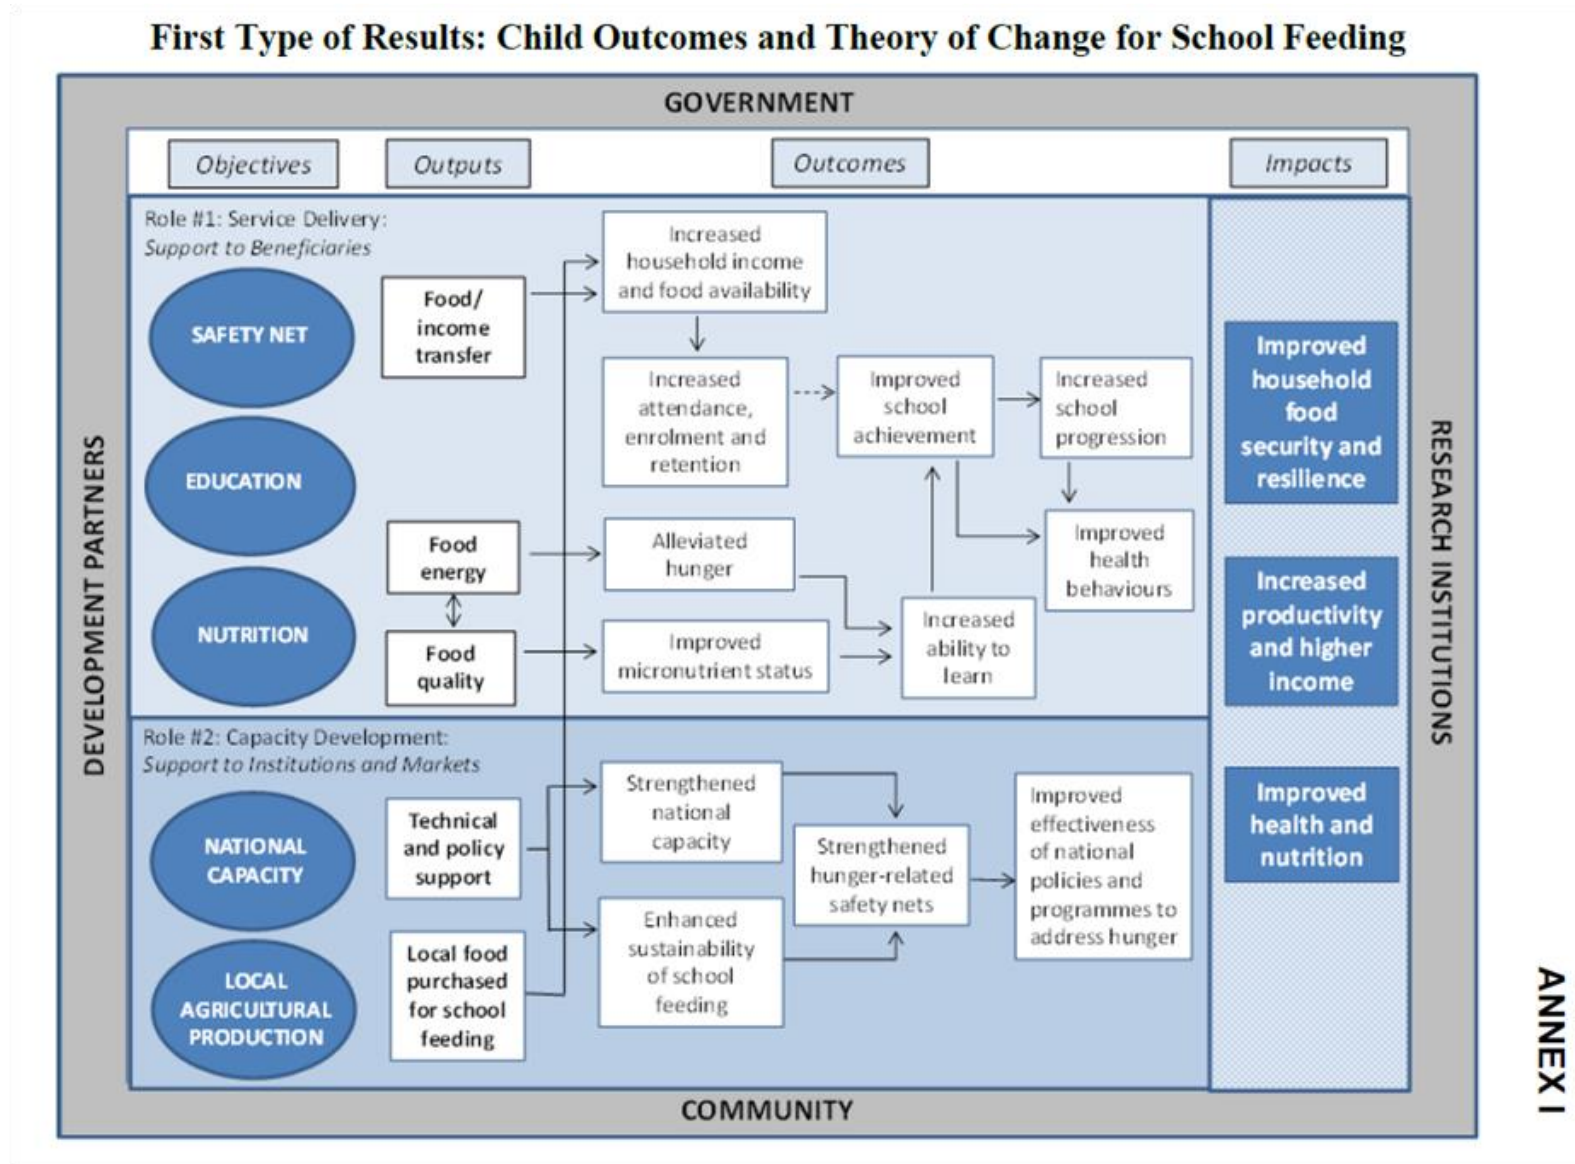 First Type of Results: Child Outcomes and Theory of Change for School Feeding
GOVERNMENT
Objectives
Outputs
Outcomes
Impacts
Role #1: Service Delivery:
Support to Beneficiaries
SAFETY NET
EDUCATION
NUTRITION
Food/
income
transfer
Food
energy
Food
quality
Increased
household income
and food availability
Increased
attendance,
enrolment and
retention
Improved
school
achievement
Increased
school
progression
Alleviated
hunger
Improved
health
behaviours
Improved
micronutrient status
Increased
ability to
learn
Role #2: Capacity Development:
Support to Institutions and Markets
NATIONAL
CAPACITY
LOCAL
AGRICULTURAL
PRODUCTION
Technical
and policy
support
Local food
purchased
for school
feeding
Strengthened
national
capacity
Enhanced
sustainability
of school
feeding
Strengthened
hunger-related
safety nets
Improved
effectiveness
of national
policies and
programmes to
address hunger
Improved
household
food
security and
resilience
Increased
productivity
and higher
income
Improved
health and
nutrition
DEVELOPMENT PARTNERS
RESEARCH INSTITUTIONS
COMMUNITY
ANNEX I